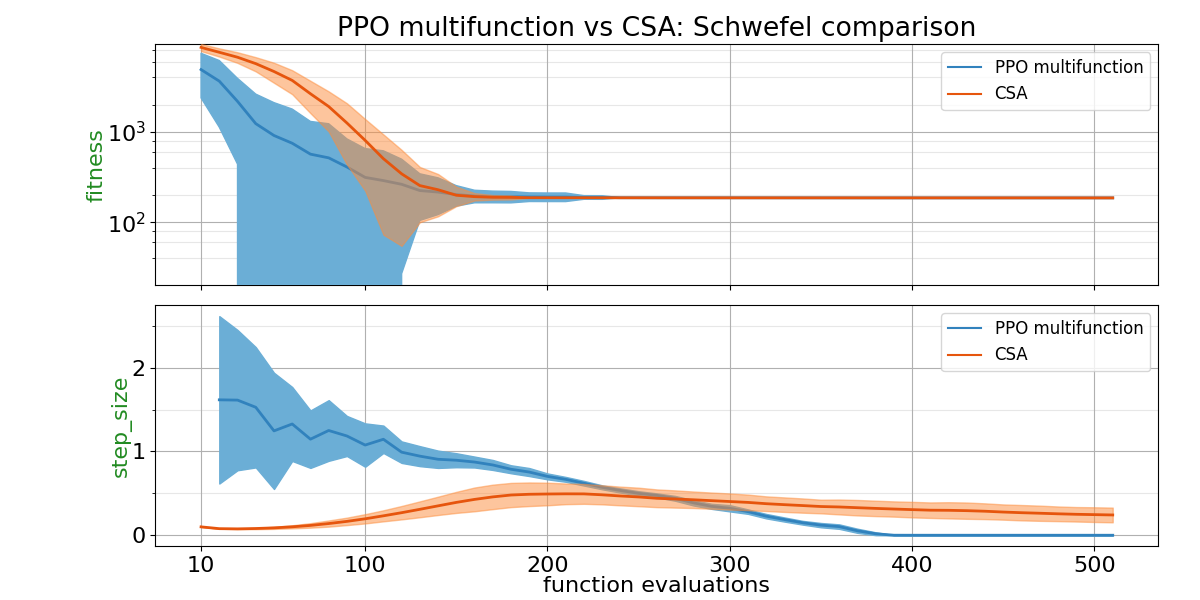 PPO multifunction vs CSA: Schwefel comparison
fitness
10³
10²
PPO multifunction
CSA
step_size
2
1
0
PPO multifunction
CSA
10 100 200 300 400 500
function evaluations